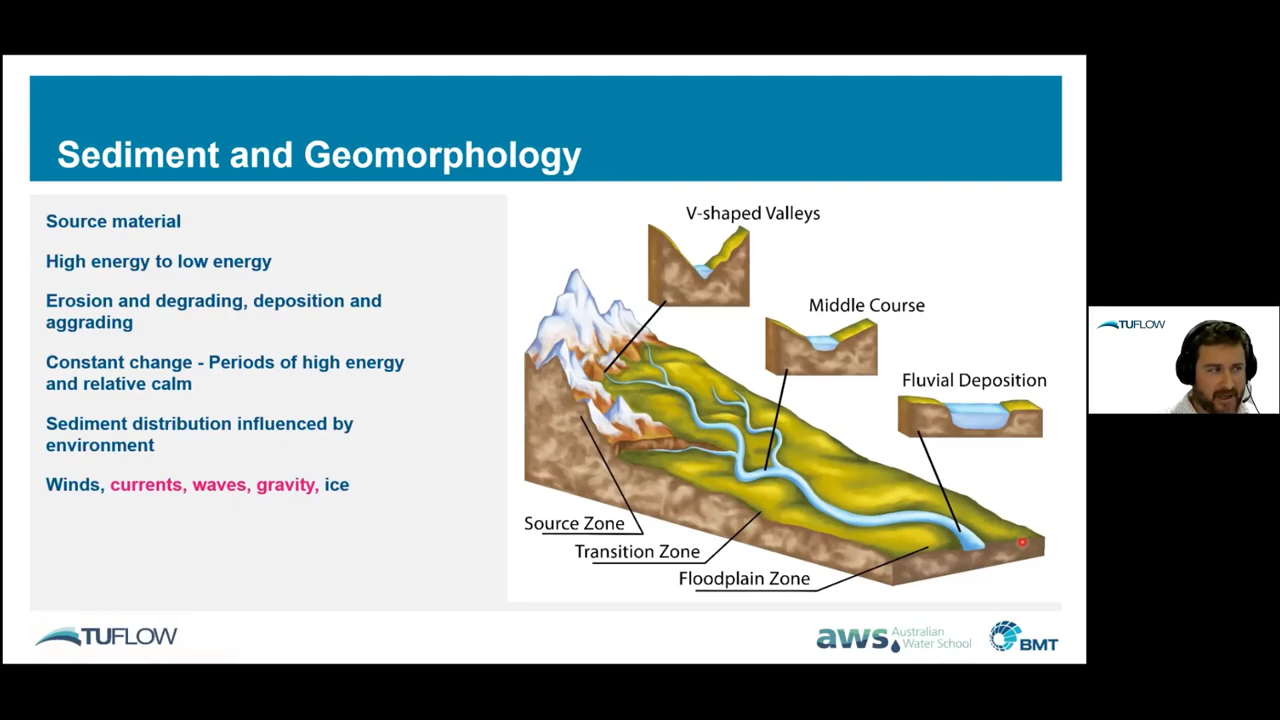 Sediment and Geomorphology
Source material
High energy to low energy
Erosion and degrading, deposition and
aggrading
Constant change - Periods of high energy
and relative calm
Sediment distribution influenced by
environment
Winds, currents, waves, gravity, ice
V-shaped Valleys
Middle Course
Fluvial Deposition
Source Zone
Transition Zone
Floodplain Zone
TUFLOW
aws Australian
Water School
BMT
TUFLOW